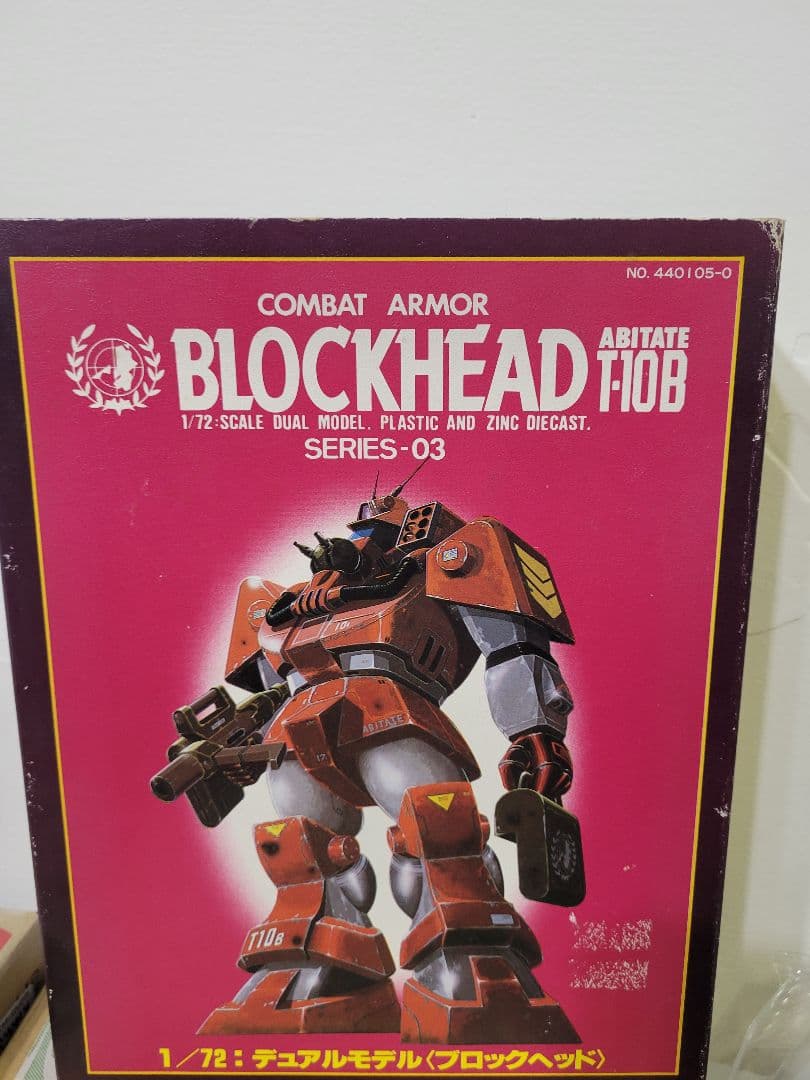 NO. 440105-0
COMBAT ARMOR
BLOCKHEAD ABITATE T-10B
1/72:SCALE DUAL MODEL. PLASTIC AND ZINC DIECAST.
SERIES-03
ABITATE
T10B
1/72:デュアルモデル〈ブロックヘッド〉